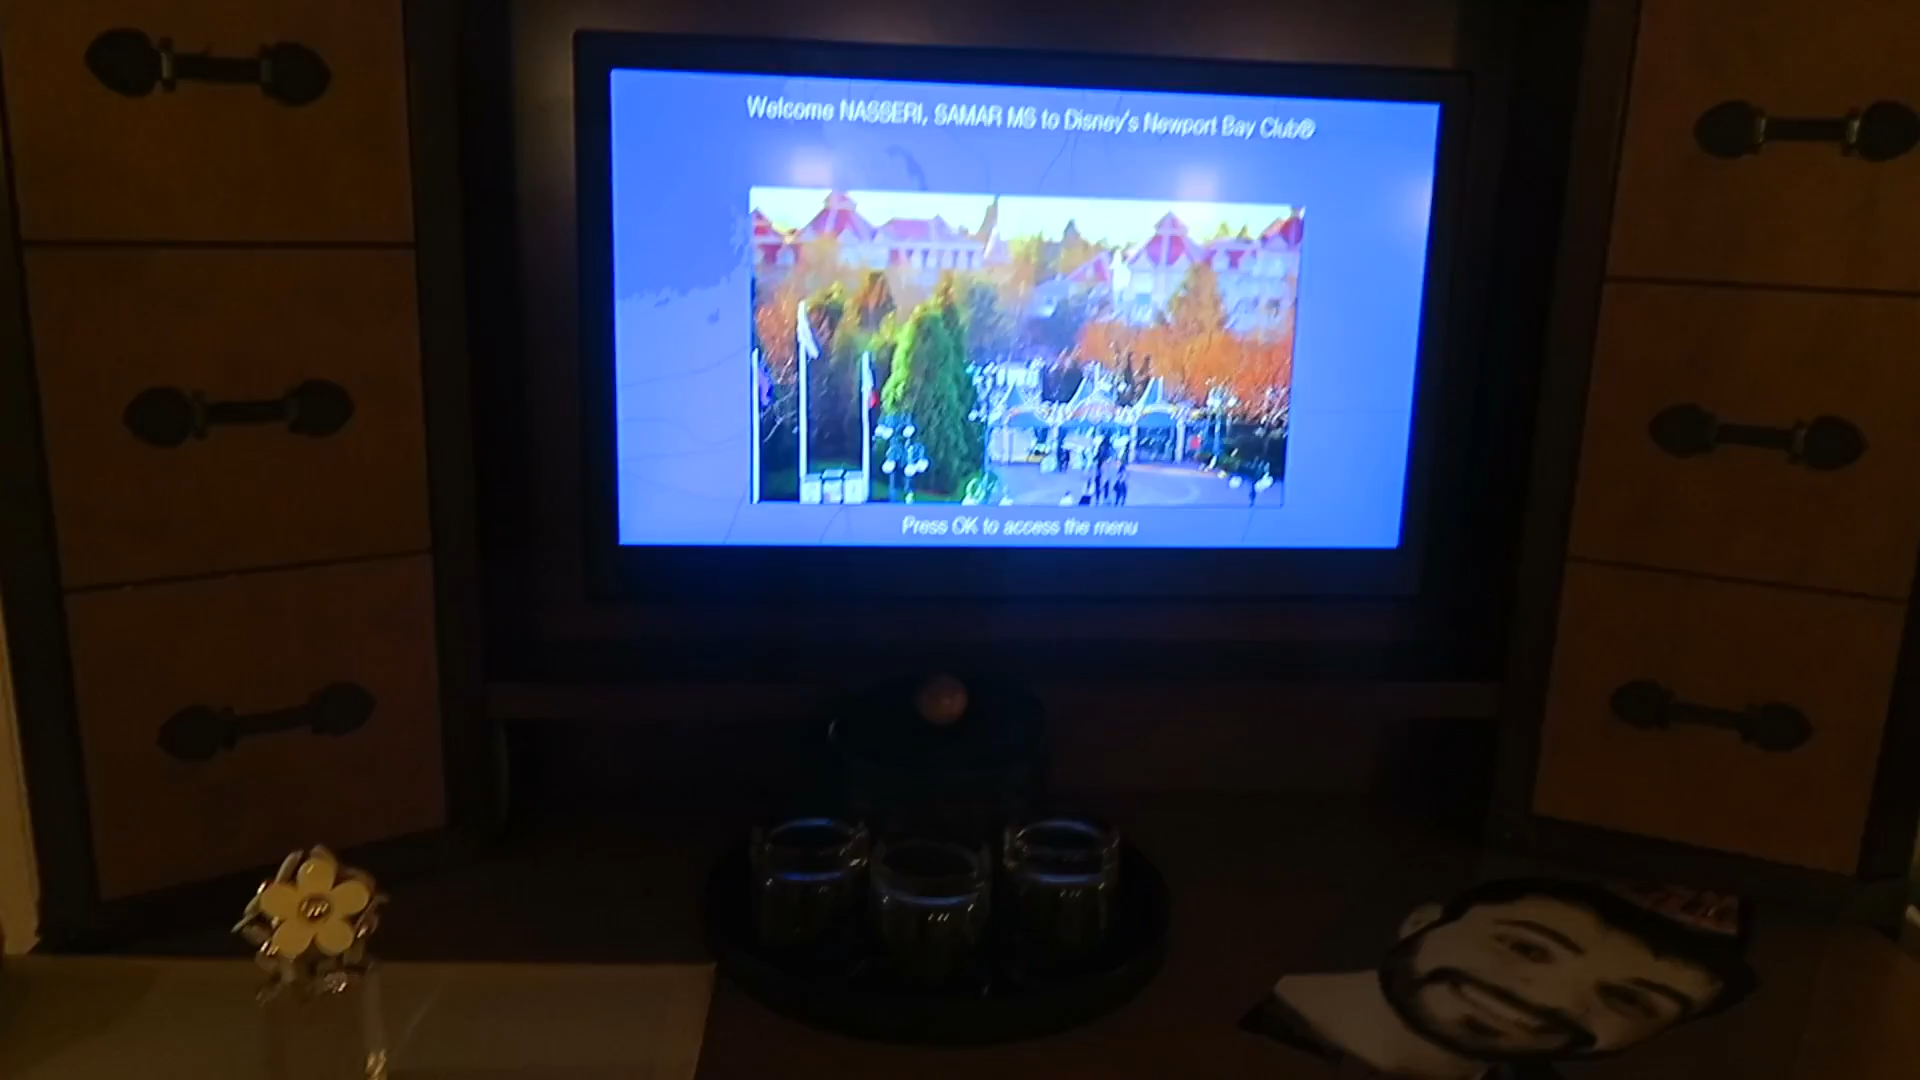 Welcome NASSERI, SAMAR MS to Disney's Newport Bay Club®
Press OK to access the menu